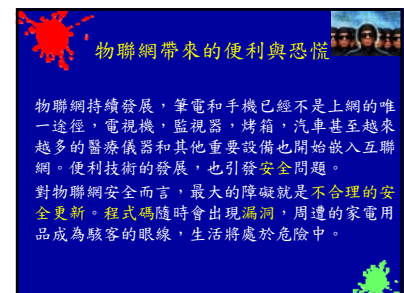 物聯網帶來的便利與恐慌
物聯網持續發展，筆電和手機已經不是上網的唯
一途徑，電視機，監視器，烤箱，汽車甚至越來
越多的醫療儀器和其他重要設備也開始嵌入互聯
網。便利技術的發展，也引發安全問題。
對物聯網安全而言，最大的障礙就是不合理的安
全更新。程式碼隨時會出現漏洞，周遭的家電用
品成為駭客的眼線，生活將處於危險中。